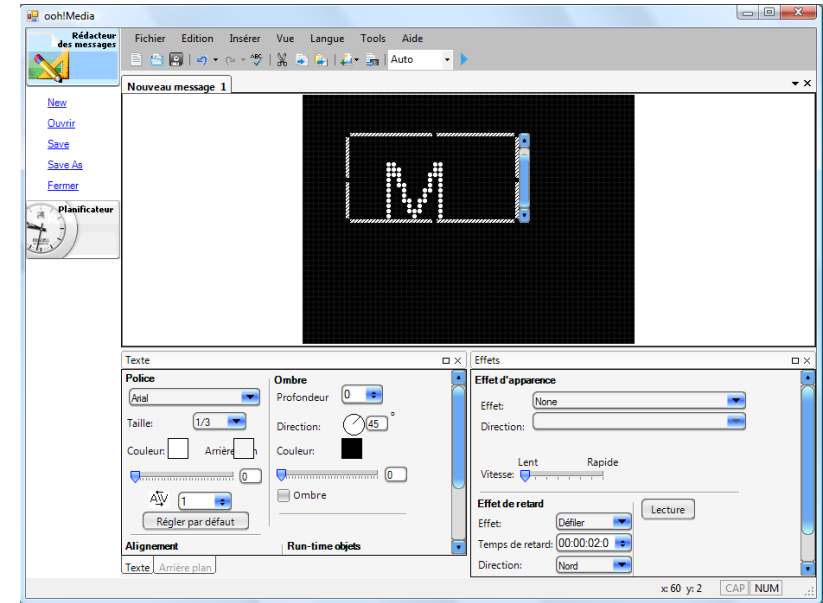 ooh!Media
Rédacteur
des messages
Fichier Edition Insérer Vue Langue Tools Aide
ABC Auto
Nouveau message 1
New
Ouvrir
Save
Save As
Fermer
Planificateur
M
Texte
Police
Arial
Taille: 1/3
Couleur: Arrière n
0
AV 1
Régler par défaut
Alignement
Ombre
Profondeur 0
Direction: 45 °
Couleur:
0
Ombre
Run-time objets
Texte Arrière plan
Effets
Effet d'apparence
Effet: None
Direction:
Lent Rapide
Vitesse:
Effet de retard
Lecture
Effet: Défiler
Temps de retard: 00:00:02:0
Direction: Nord
x: 60 y: 2 CAP NUM